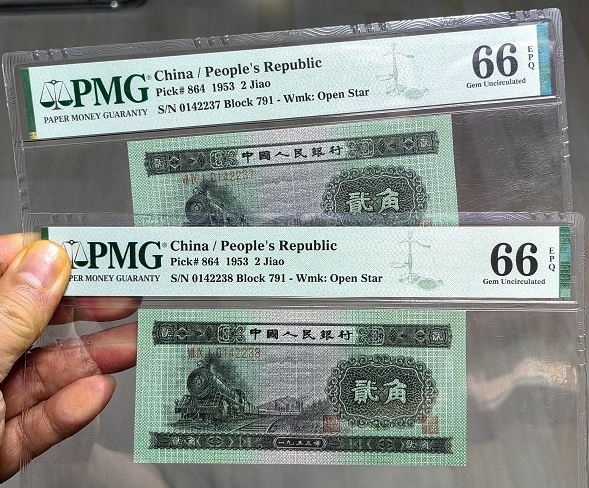 PMG
PAPER MONEY GUARANTY
China / People's Republic
Pick# 864 1953 2 Jiao
S/N 0142237 Block 791 - Wmk: Open Star
66 EPQ
Gem Uncirculated
中國人民銀行
0142237
貳角
PMG
PER MONEY GUARANTY
China / People's Republic
Pick# 864 1953 2 Jiao
S/N 0142238 Block 791 - Wmk: Open Star
66 EPQ
Gem Uncirculated
中國人民銀行
0142238
貳角
一九五三年